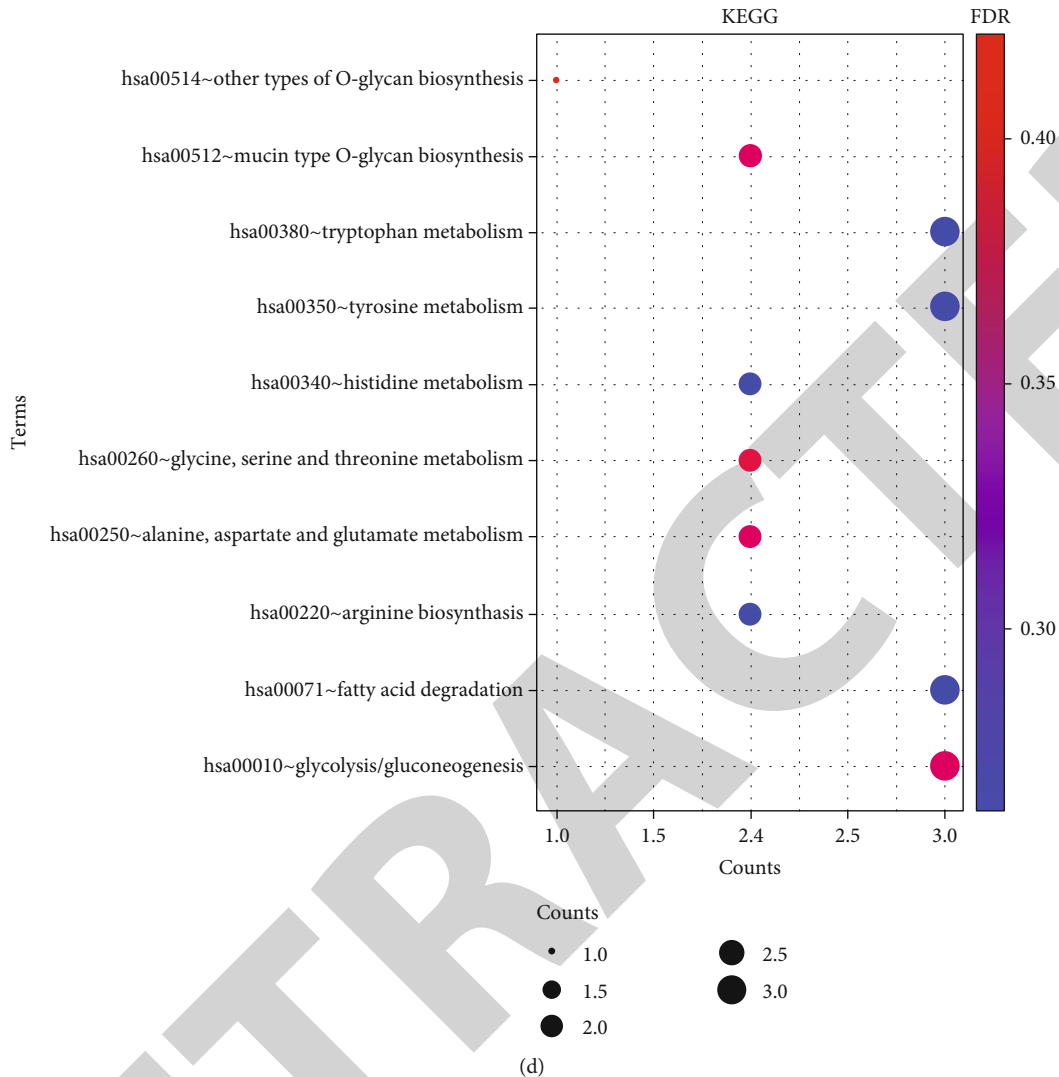 KEGG
FDR
hsa00514~other types of O-glycan biosynthesis
hsa00512~mucin type O-glycan biosynthesis
hsa00380~tryptophan metabolism
hsa00350~tyrosine metabolism
hsa00340~histidine metabolism
hsa00260~glycine, serine and threonine metabolism
hsa00250~alanine, aspartate and glutamate metabolism
hsa00220~arginine biosynthasis
hsa00071~fatty acid degradation
hsa00010~glycolysis/gluconeogenesis
Terms
0.40
0.35
0.30
1.0 1.5 2.4 2.5 3.0
Counts
Counts
1.0
1.5
2.0
2.5
3.0
(d)
TRACTE